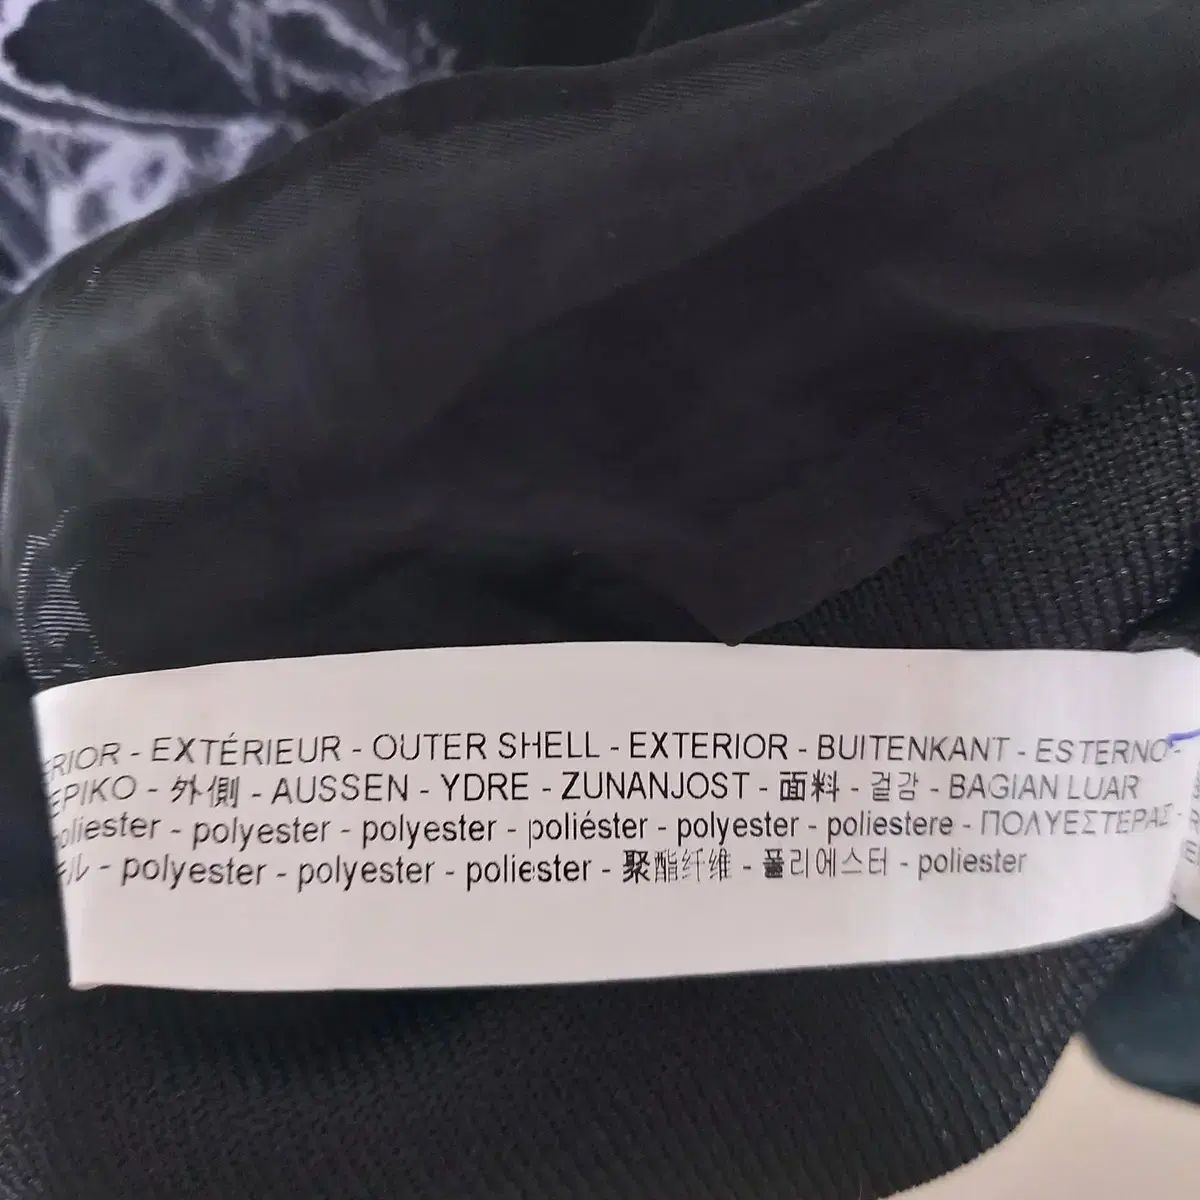 RIOR - EXTÉRIEUR - OUTER SHELL - EXTERIOR - BUITENKANT - ESTERNO -
EPIKO - 外側 - AUSSEN - YDRE - ZUNANJOST - 面料 - 겉감 - BAGIAN LUAR
oliester - polyester - polyester - poliéster - polyester - poliestere - ΠΟΛΥΕΣΤΕΡΑΣ -
テル - polyester - polyester - poliester - 聚酯纤维 - 폴리에스터 - poliester